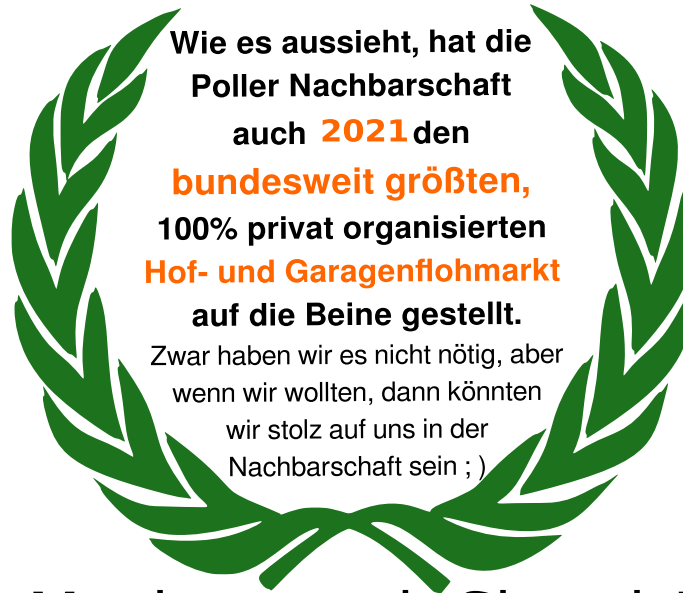 Wie es aussieht, hat die
Poller Nachbarschaft
auch 2021 den
bundesweit größten,
100% privat organisierten
Hof- und Garagenflohmarkt
auf die Beine gestellt.
Zwar haben wir es nicht nötig, aber
wenn wir wollten, dann könnten
wir stolz auf uns in der
Nachbarschaft sein ; )